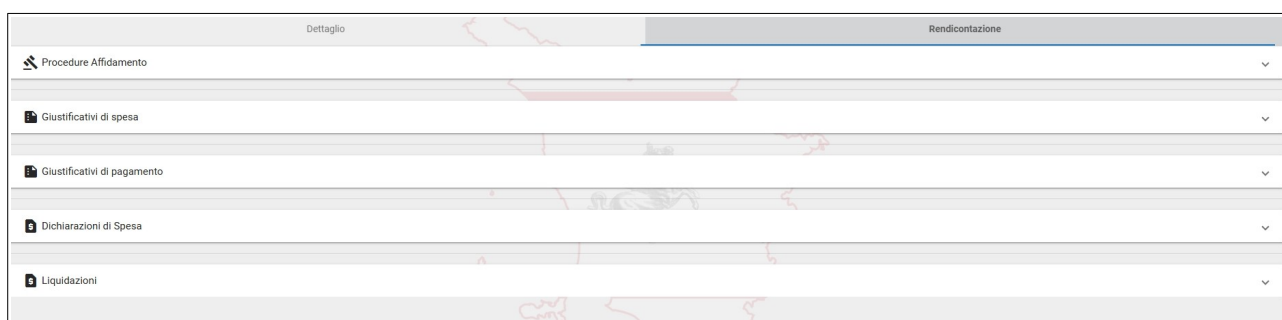 Dettaglio Rendicontazione
Procedure Affidamento
Giustificativi di spesa
Giustificativi di pagamento
Dichiarazioni di Spesa
Liquidazioni